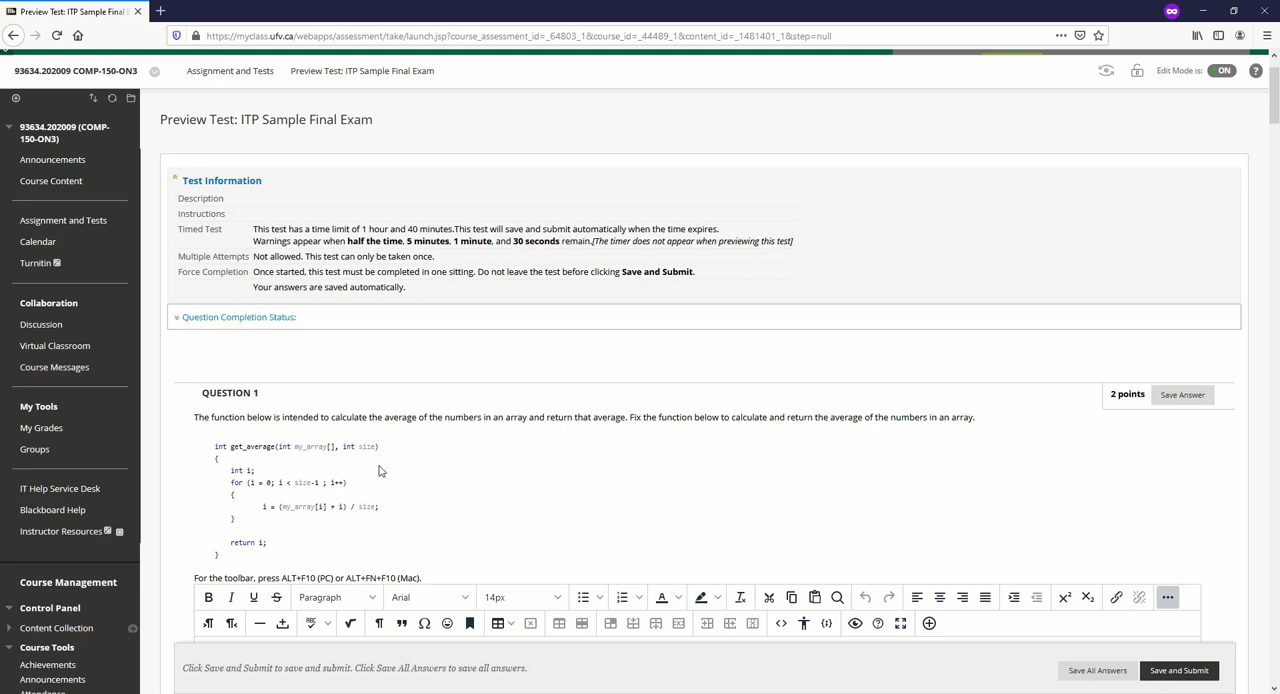 Preview Test: ITP Sample Final E
https://myclass.ufv.ca/webapps/assessment/take/launch.jsp?course_assessment_id=_64803_1&course_id=_44489_1&content_id=_1481401_1&step=null
93634.202009 COMP-150-ON3
Assignment and Tests
Preview Test: ITP Sample Final Exam
Edit Mode is:
ON
?
93634.202009 (COMP-
150-ON3)
Announcements
Course Content
Assignment and Tests
Calendar
Turnitin
Collaboration
Discussion
Virtual Classroom
Course Messages
My Tools
My Grades
Groups
IT Help Service Desk
Blackboard Help
Instructor Resources
Course Management
Control Panel
Content Collection
Course Tools
Achievements
Announcements
Attendance
Preview Test: ITP Sample Final Exam
* Test Information
Description
Instructions
Timed Test This test has a time limit of 1 hour and 40 minutes.This test will save and submit automatically when the time expires.
Warnings appear when half the time, 5 minutes, 1 minute, and 30 seconds remain.[The timer does not appear when previewing this test]
Multiple Attempts Not allowed. This test can only be taken once.
Force Completion Once started, this test must be completed in one sitting. Do not leave the test before clicking Save and Submit.
Your answers are saved automatically.
Question Completion Status:
QUESTION 1
2 points
Save Answer
The function below is intended to calculate the average of the numbers in an array and return that average. Fix the function below to calculate and return the average of the numbers in an array.
int get_average(int my_array[], int size)
{
int i;
for (i = 0; i < size-1 ; i++)
{
i = (my_array[i] + i) / size;
}
return i;
}
For the toolbar, press ALT+F10 (PC) or ALT+FN+F10 (Mac).
B I U S Paragraph Arial 14px
Click Save and Submit to save and submit. Click Save All Answers to save all answers.
Save All Answers
Save and Submit